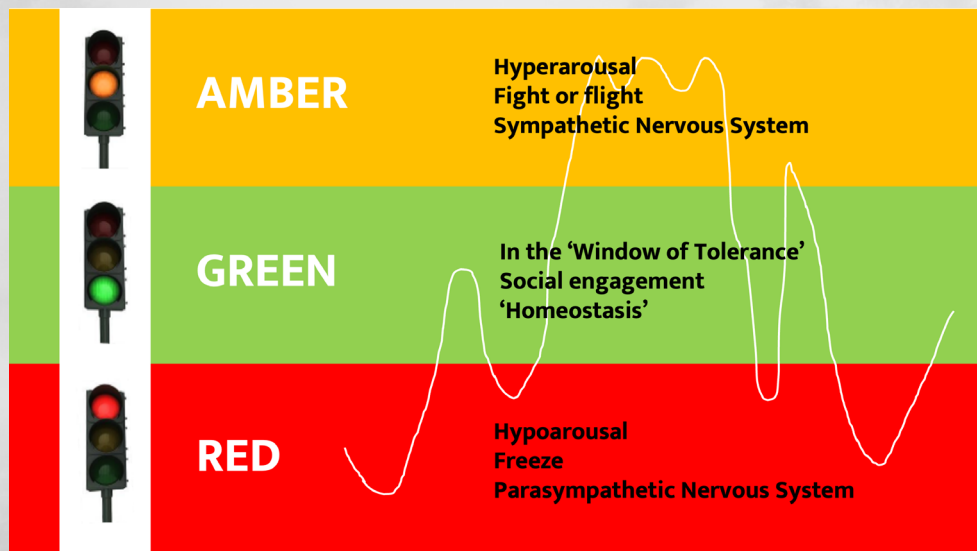 AMBER
Hyperarousal
Fight or flight
Sympathetic Nervous System
GREEN
In the ‘Window of Tolerance’
Social engagement
‘Homeostasis’
RED
Hypoarousal
Freeze
Parasympathetic Nervous System